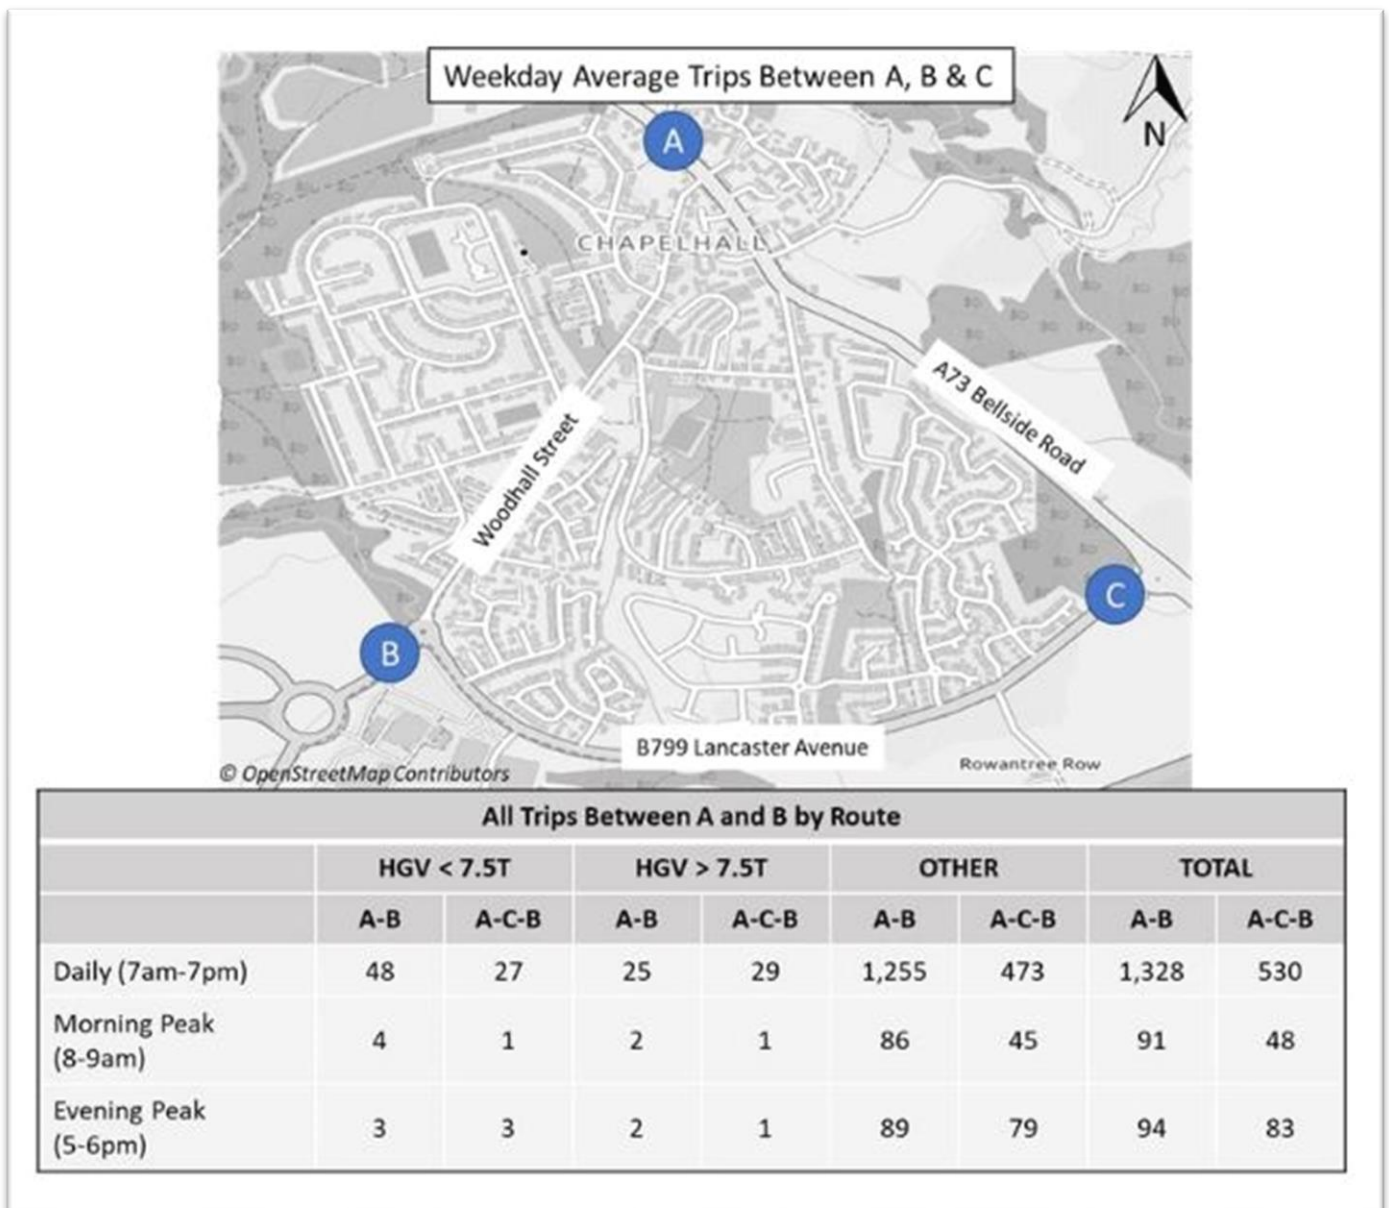 Weekday Average Trips Between A, B & C
N
A
CHAPELHALL
A73 Bellside Road
Woodhall Street
C
B
B799 Lancaster Avenue
Rowantree Row
© OpenStreetMap Contributors
All Trips Between A and B by Route
HGV < 7.5T HGV > 7.5T OTHER TOTAL
A-B A-C-B A-B A-C-B A-B A-C-B A-B A-C-B
Daily (7am-7pm) 48 27 25 29 1,255 473 1,328 530
Morning Peak
(8-9am) 4 1 2 1 86 45 91 48
Evening Peak
(5-6pm) 3 3 2 1 89 79 94 83